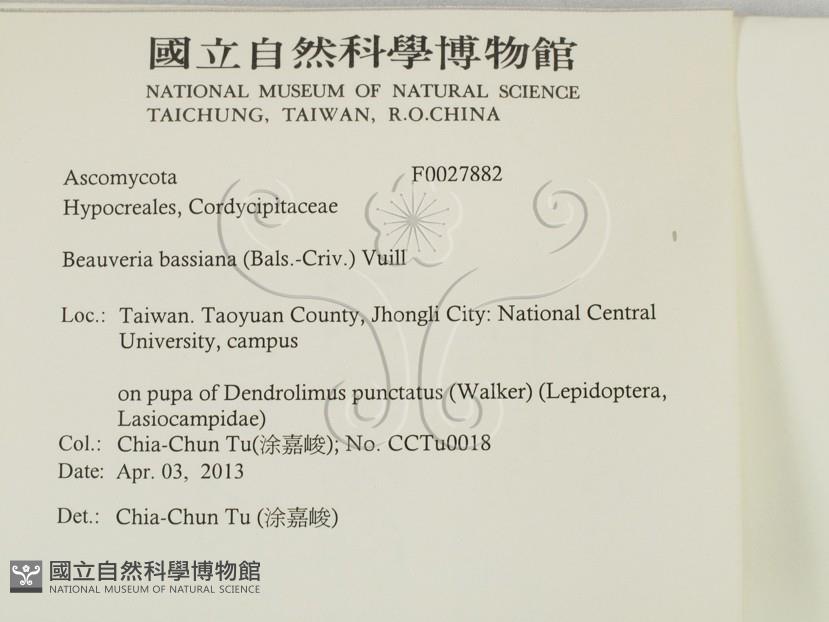 國立自然科學博物館
NATIONAL MUSEUM OF NATURAL SCIENCE
TAICHUNG, TAIWAN, R.O.CHINA
Ascomycota F0027882
Hypocreales, Cordycipitaceae
Beauveria bassiana (Bals.-Criv.) Vuill
Loc.: Taiwan. Taoyuan County, Jhongli City: National Central
University, campus
on pupa of Dendrolimus punctatus (Walker) (Lepidoptera,
Lasiocampidae)
Col.: Chia-Chun Tu(涂嘉峻); No. CCTu0018
Date: Apr. 03, 2013
Det.: Chia-Chun Tu (涂嘉峻)
國立自然科學博物館
NATIONAL MUSEUM OF NATURAL SCIENCE